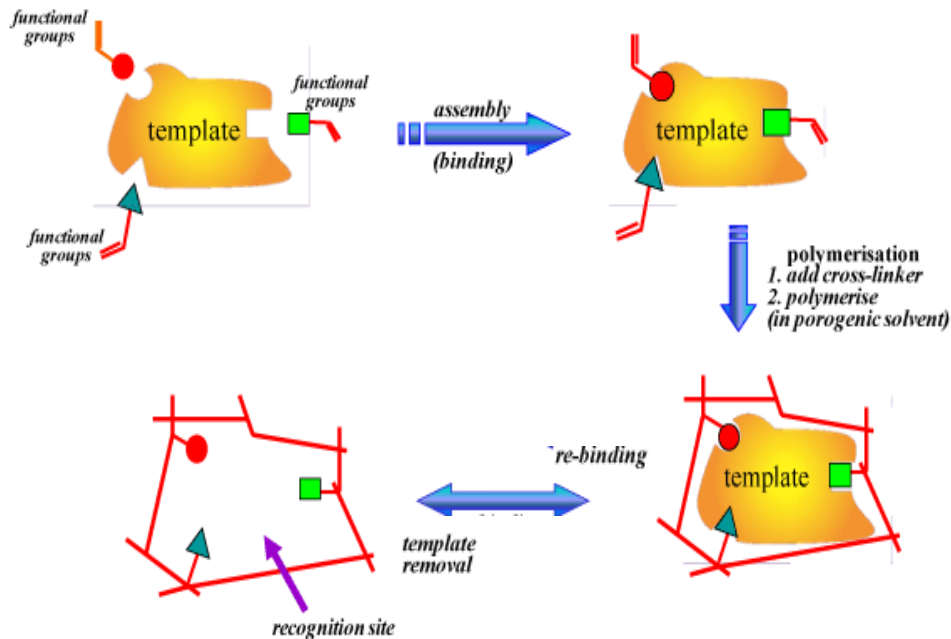 functional
groups
functional
groups
template
functional
groups
assembly
(binding)
template
polymerisation
1. add cross-linker
2. polymerise
(in porogenic solvent)
re-binding
template
removal
recognition site
template